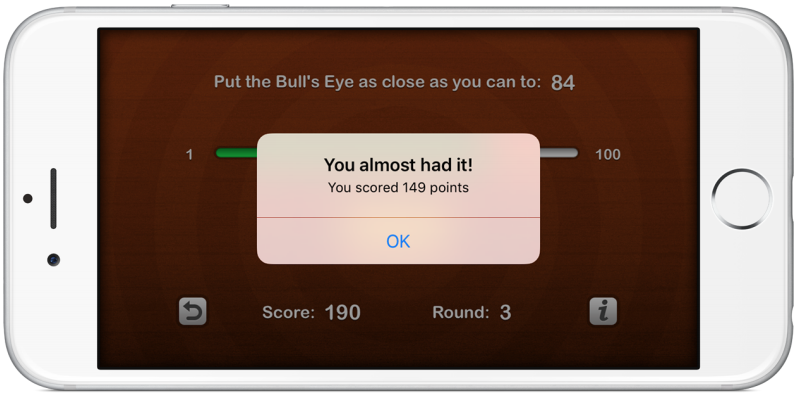 Put the Bull's Eye as close as you can to: 84
1 100
You almost had it!
You scored 149 points
OK
Score: 190 Round: 3 i